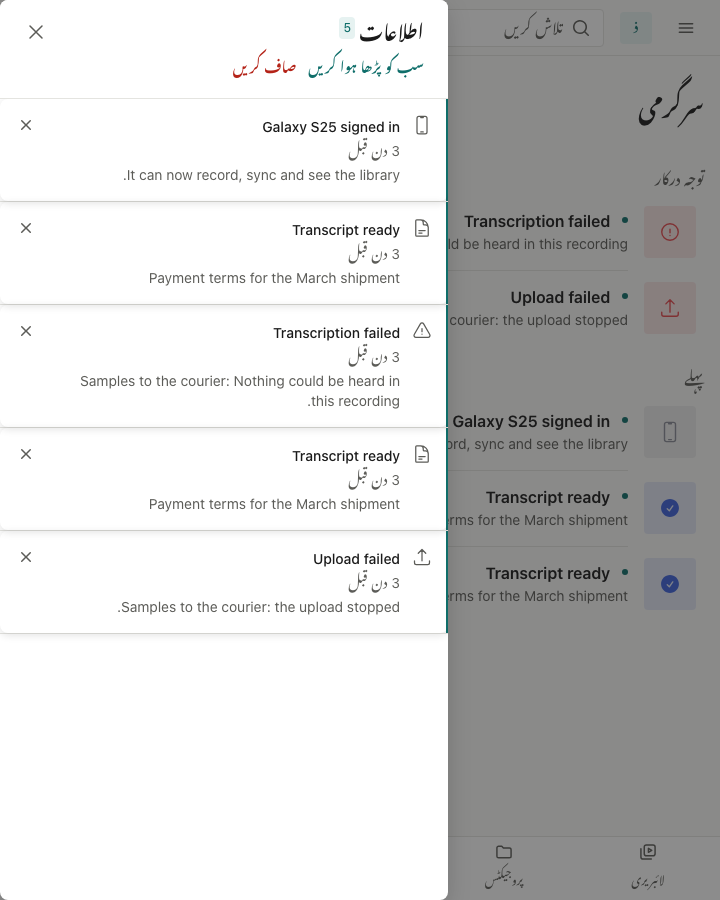 اطلاعات 5
سب کو پڑھا ہوا کریں صاف کریں
Galaxy S25 signed in
3 دن قبل
It can now record, sync and see the library.
Transcript ready
3 دن قبل
Payment terms for the March shipment
Transcription failed
3 دن قبل
Samples to the courier: Nothing could be heard in
this recording.
Transcript ready
3 دن قبل
Payment terms for the March shipment
Upload failed
3 دن قبل
Samples to the courier: the upload stopped.
ذ
تلاش کریں
سرگرمی
توجہ درکار
Transcription failed
be heard in this recording
Upload failed
courier: the upload stopped
پہلے
Galaxy S25 signed in
sync and see the library
Transcript ready
for the March shipment
Transcript ready
for the March shipment
لائبریری
پروجیکٹس